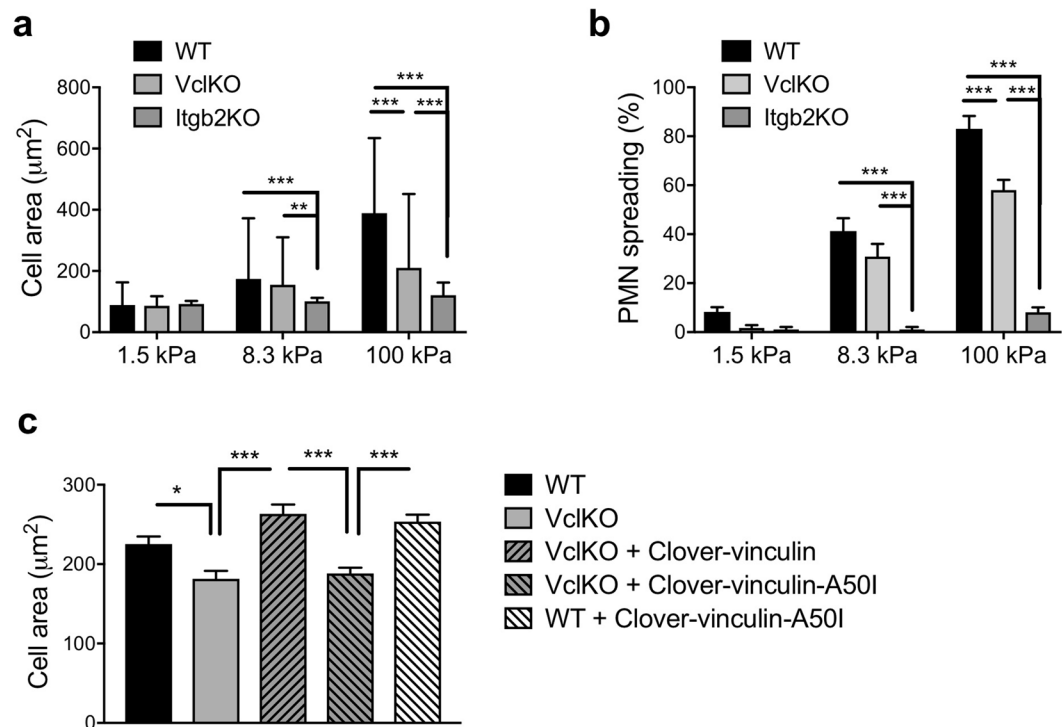 a
WT
VclKO
Itgb2KO
Cell area (μm²)
800
600
400
200
0
***
**
***
***
***
1.5 kPa
8.3 kPa
100 kPa
b
WT
VclKO
Itgb2KO
PMN spreading (%)
100
80
60
40
20
0
***
***
***
***
***
1.5 kPa
8.3 kPa
100 kPa
c
Cell area (μm²)
300
200
100
0
*
***
***
***
WT
VclKO
VclKO + Clover-vinculin
VclKO + Clover-vinculin-A50I
WT + Clover-vinculin-A50I